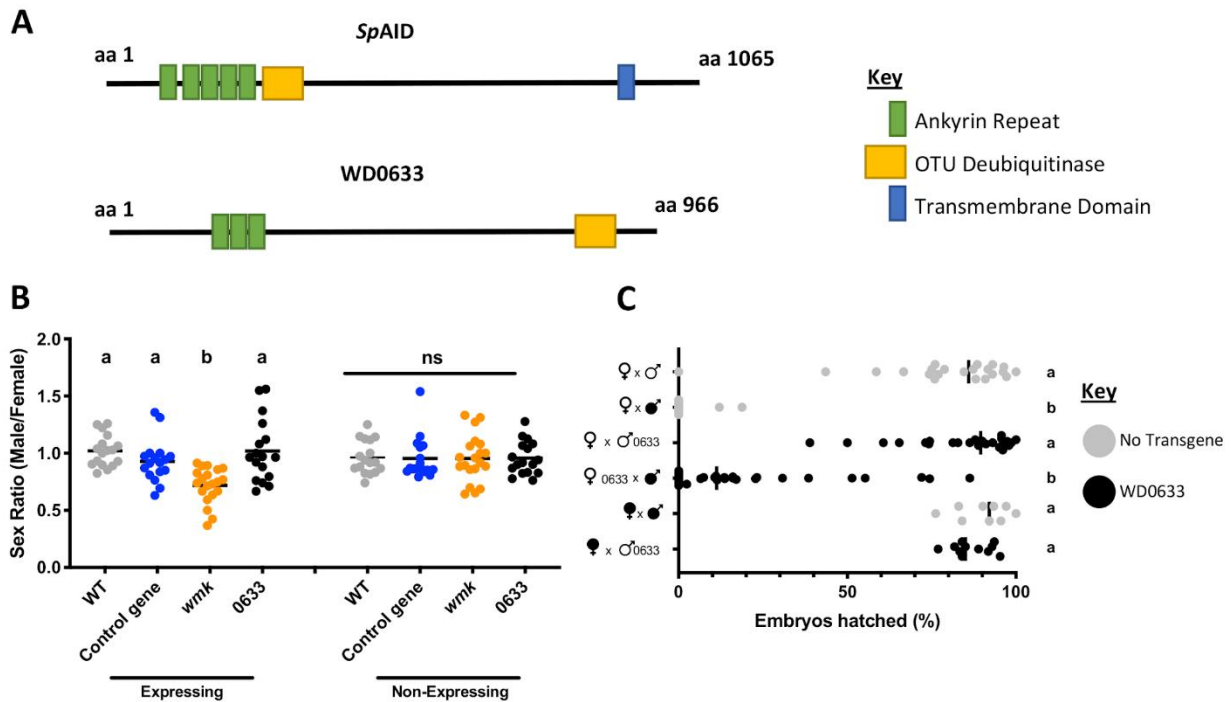 A
SpAID
aa 1
aa 1065
WD0633
aa 1
aa 966
Key
Ankyrin Repeat
OTU Deubiquitinase
Transmembrane Domain
B
Sex Ratio (Male/Female)
2.0
1.5
1.0
0.5
0.0
a a b a
ns
WT
Control gene
wmk
0633
WT
Control gene
wmk
0633
Expressing
Non-Expressing
C
♀ x ♂ a
♀ x ♂ b
♀ x ♂0633 a
♀ 0633 x ♂ b
♀ x ♂ a
♀ x ♂0633 a
0 50 100
Embryos hatched (%)
Key
No Transgene
WD0633